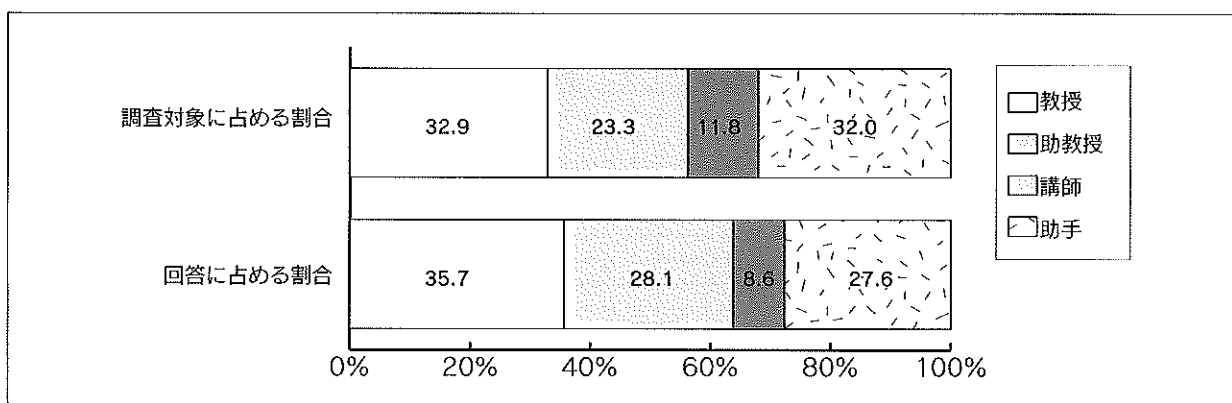 調査対象に占める割合
32.9 23.3 11.8 32.0
回答に占める割合
35.7 28.1 8.6 27.6
0% 20% 40% 60% 80% 100%
教授
助教授
講師
助手